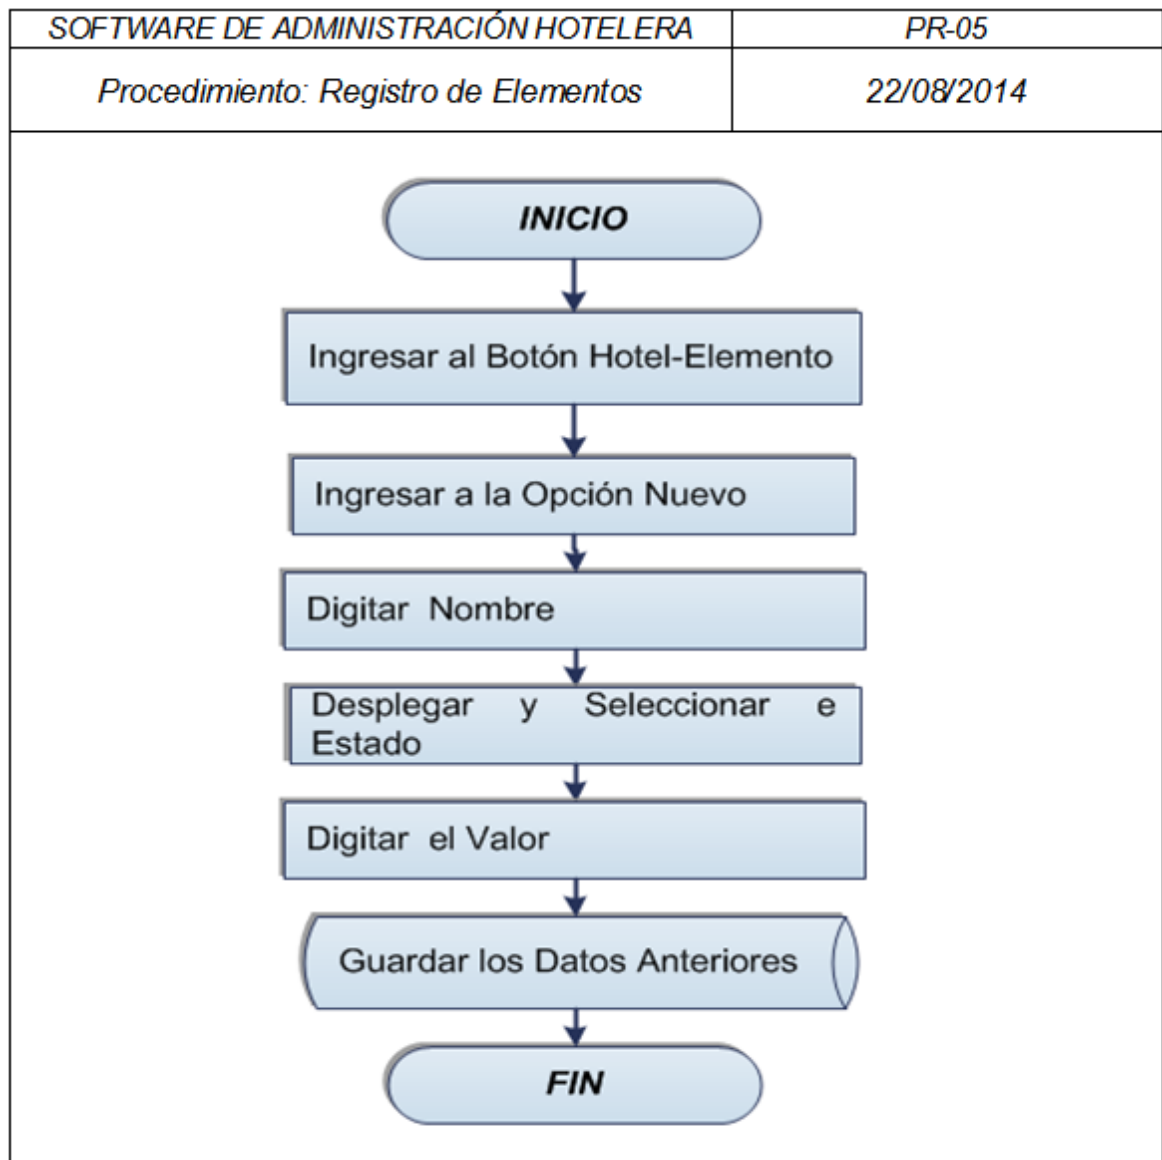 SOFTWARE DE ADMINISTRACIÓN HOTELERA
PR-05
Procedimiento: Registro de Elementos
22/08/2014
INICIO
Ingresar al Botón Hotel-Elemento
Ingresar a la Opción Nuevo
Digitar Nombre
Desplegar y Seleccionar e
Estado
Digitar el Valor
Guardar los Datos Anteriores
FIN